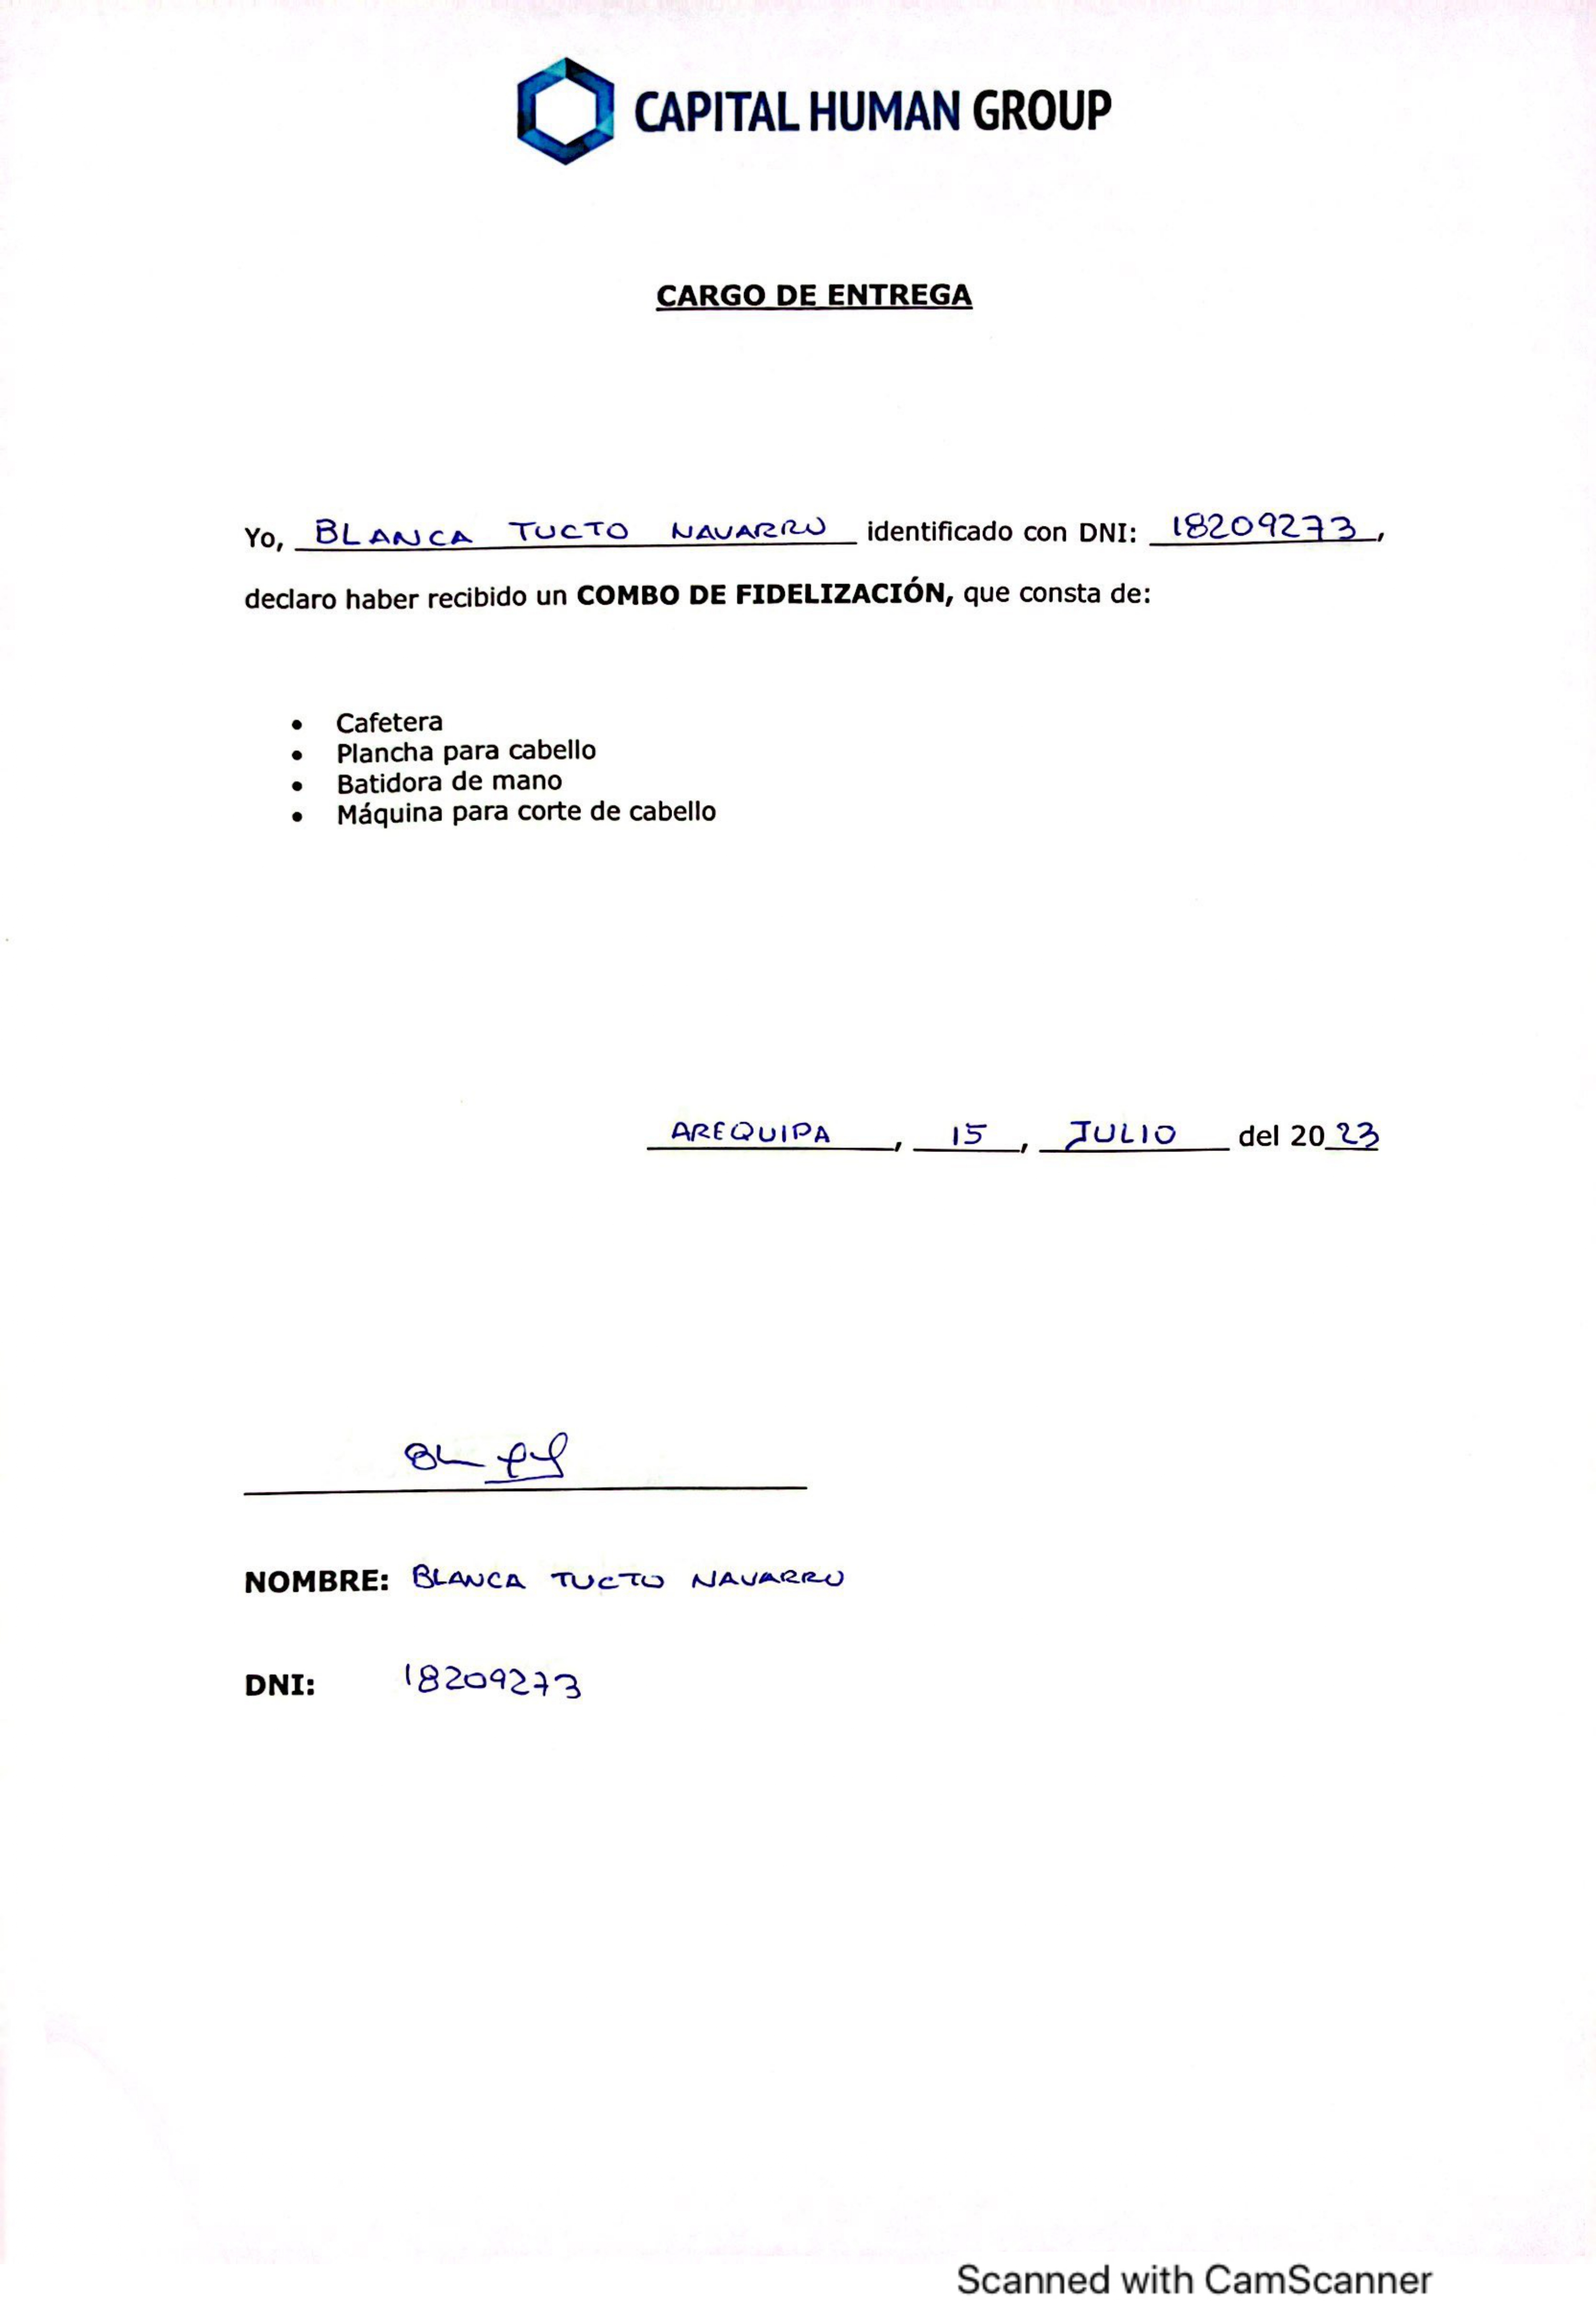 CAPITAL HUMAN GROUP
CARGO DE ENTREGA
Yo, BLANCA TUCTO NAVARRO identificado con DNI: 18209273,
declaro haber recibido un COMBO DE FIDELIZACIÓN, que consta de:
• Cafetera
• Plancha para cabello
• Batidora de mano
• Máquina para corte de cabello
AREQUIPA, 15, JULIO del 2023
NOMBRE: BLANCA TUCTO NAVARRO
DNI: 18209273
Scanned with CamScanner